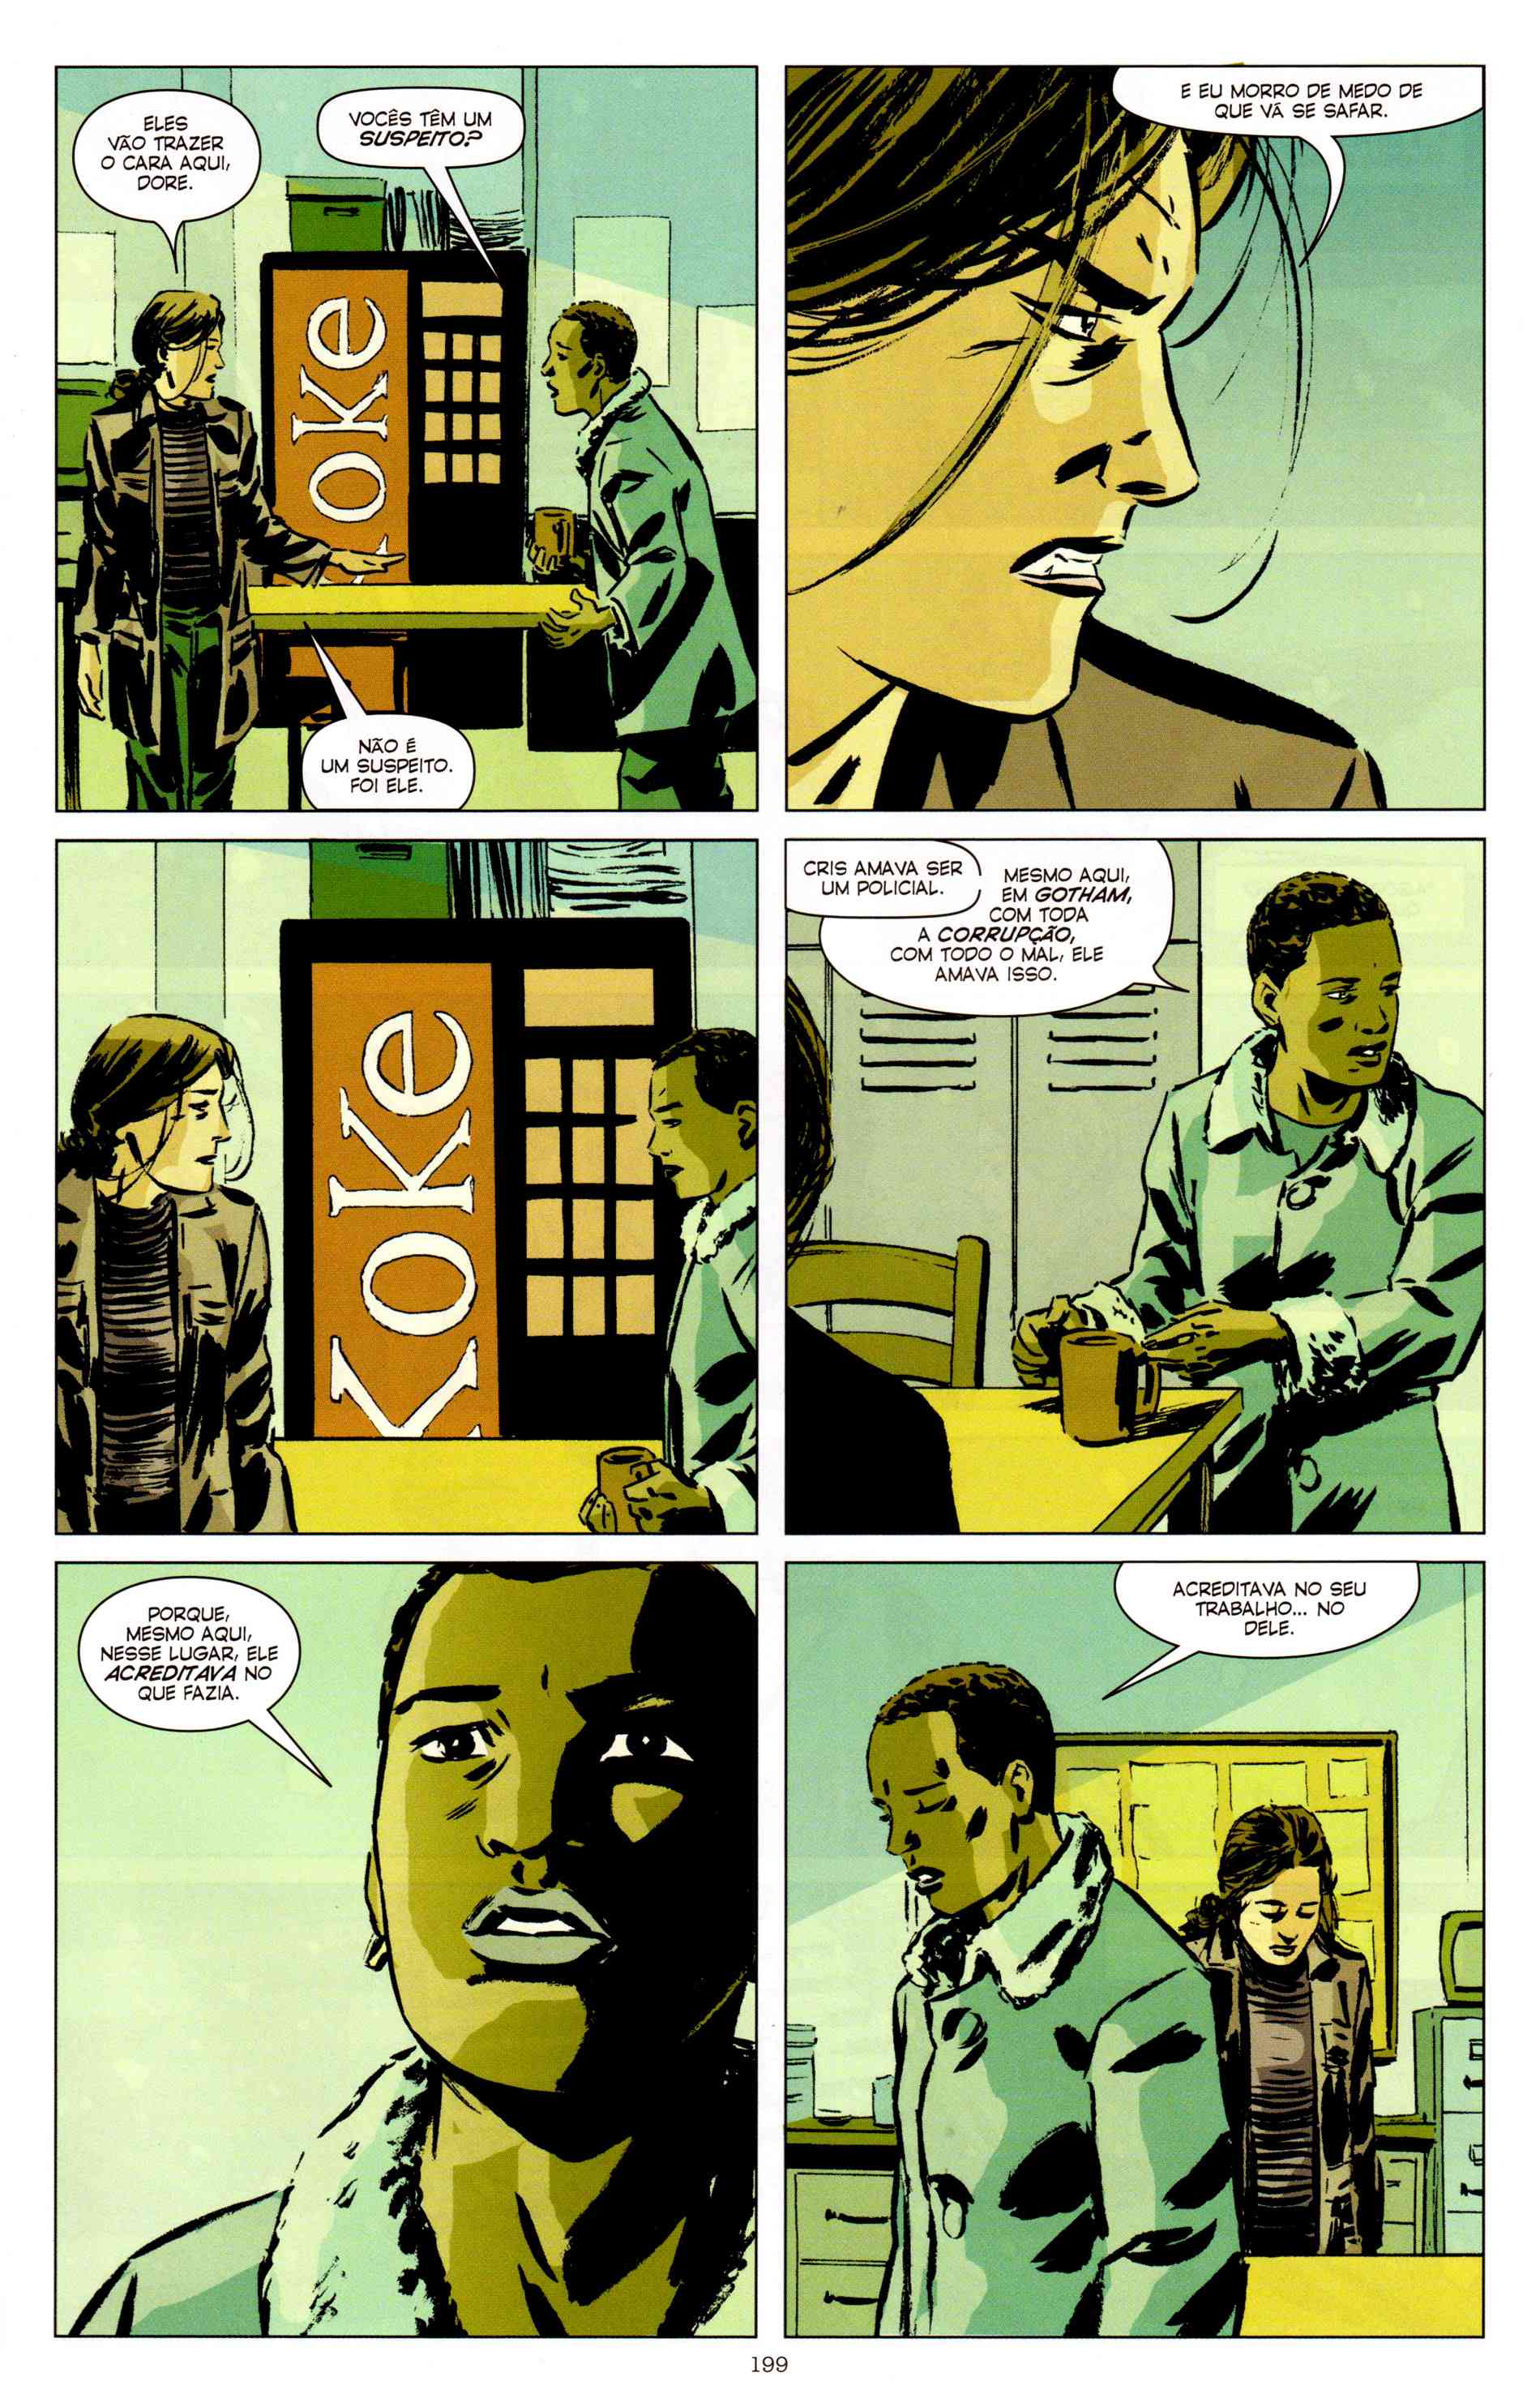 ELES
VÃO TRAZER
O CARA AQUI,
DORE.
VOCÊS TÊM UM
SUSPEITO?
NÃO É
UM SUSPEITO.
FOI ELE.
Koke
E EU MORRO DE MEDO DE
QUE VÁ SE SAFAR.
Koke
CRIS AMAVA SER
UM POLICIAL.
MESMO AQUI,
EM GOTHAM,
COM TODA
A CORRUPÇÃO,
COM TODO O MAL, ELE
AMAVA ISSO.
PORQUE,
MESMO AQUI,
NESSE LUGAR, ELE
ACREDITAVA NO
QUE FAZIA.
ACREDITAVA NO SEU
TRABALHO... NO
DELE.
199